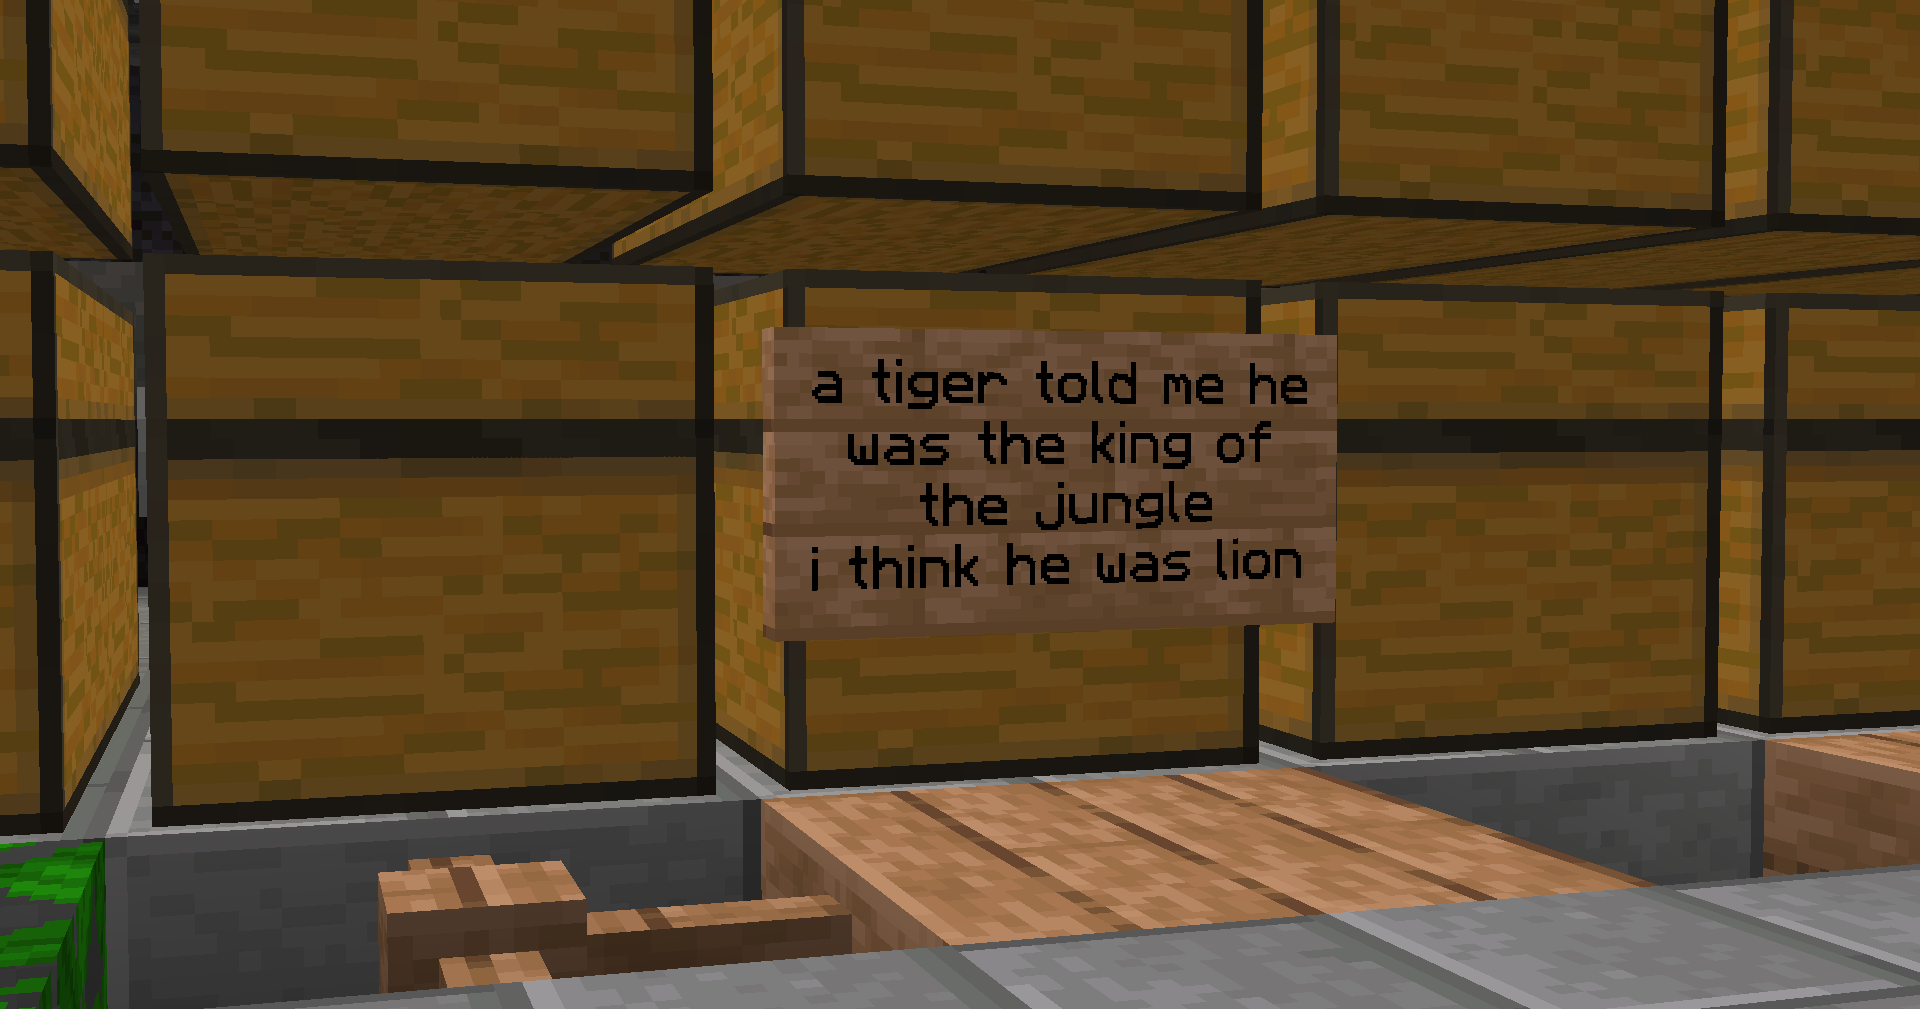 a tiger told me he
was the king of
the jungle
i think he was lion